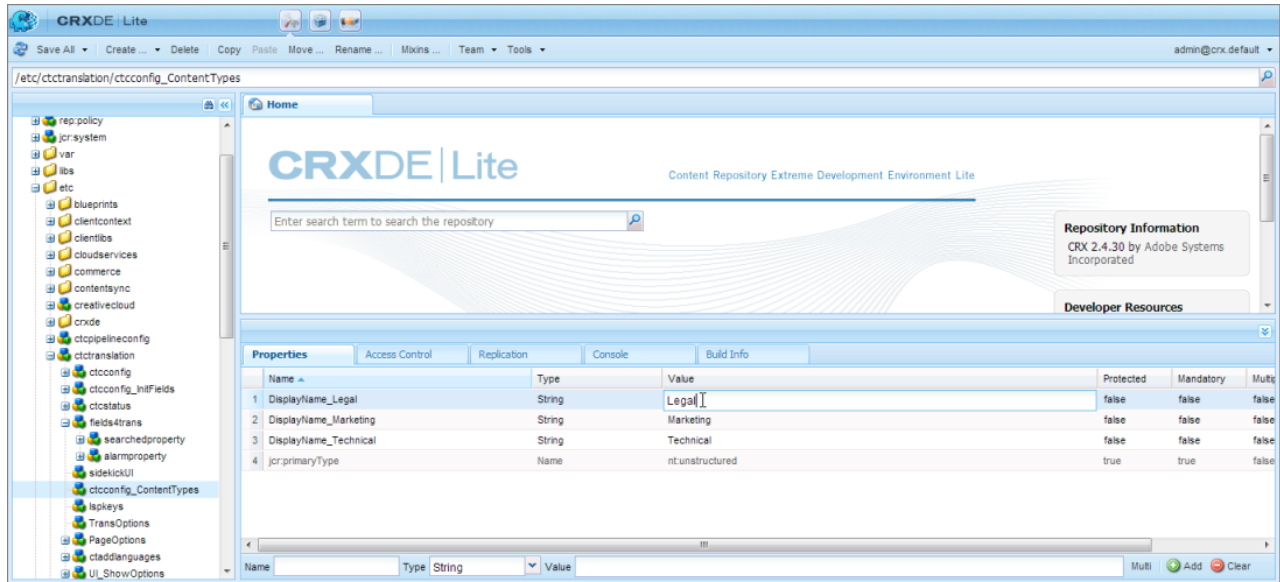 CRXDE | Lite
Save All Create ... Delete Copy Paste Move ... Rename ... Mixins ... Team Tools admin@crx.default
/etc/ctctranslation/ctcconfig_ContentTypes
Home
rep:policy
jcr:system
var
libs
etc
blueprints
clientcontext
clientlibs
cloudservices
commerce
contentsync
creativecloud
crxde
ctcpipelineconfig
ctctranslation
ctcconfig
ctcconfig_InitFields
ctcstatus
fields4trans
searchedproperty
alarmproperty
sidekickUI
ctcconfig_ContentTypes
lspkeys
TransOptions
PageOptions
ctaddlanguages
UI_ShowOptions
CRXDE | Lite
Content Repository Extreme Development Environment Lite
Enter search term to search the repository
Repository Information
CRX 2.4.30 by Adobe Systems
Incorporated
Developer Resources
Properties Access Control Replication Console Build Info
Name Type Value Protected Mandatory Multip
1 DisplayName_Legal String Legal false false false
2 DisplayName_Marketing String Marketing false false false
3 DisplayName_Technical String Technical false false false
4 jcr:primaryType Name nt:unstructured true true false
Name Type String Value Multi Add Clear